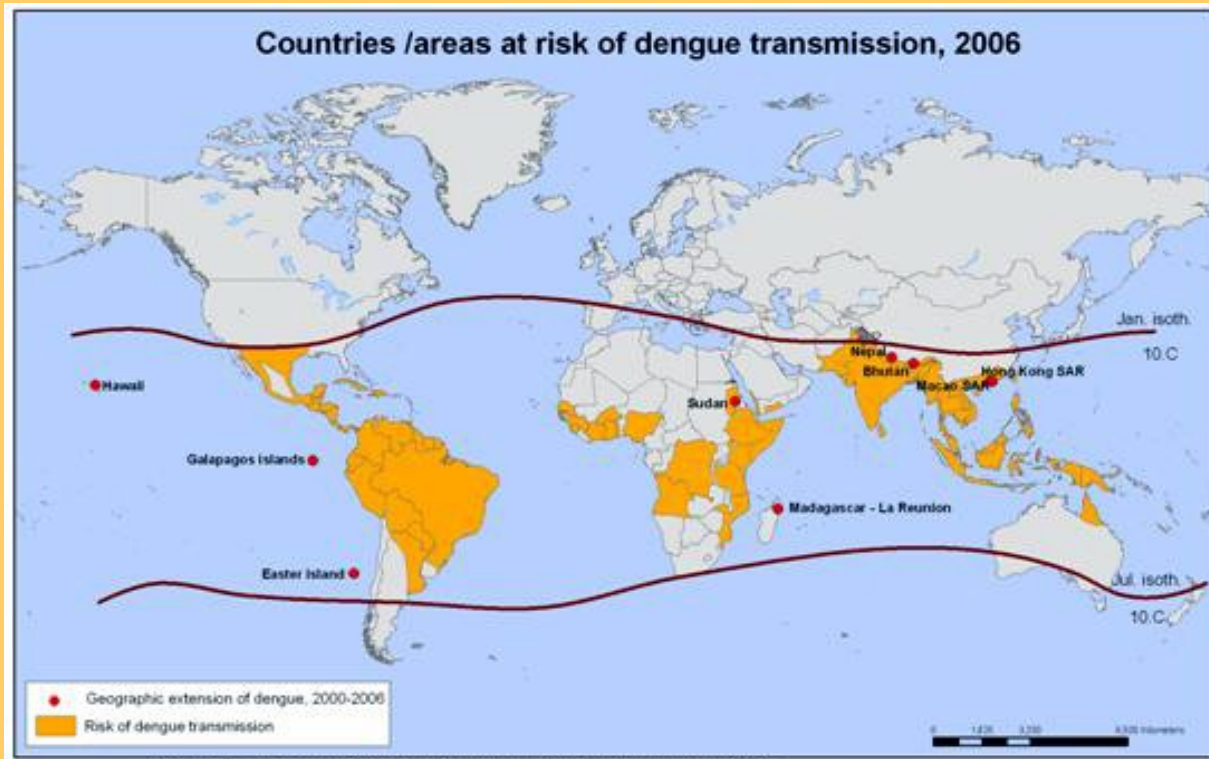 Countries /areas at risk of dengue transmission, 2006
Jan. isoth.
10.C
Nepal
Bhutan
Hong Kong SAR
Macao SAR
Hawaii
Sudan
Galapagos islands
Madagascar - La Reunion
Easter Island
Jul. isoth.
10.C
Geographic extension of dengue, 2000-2006
Risk of dengue transmission